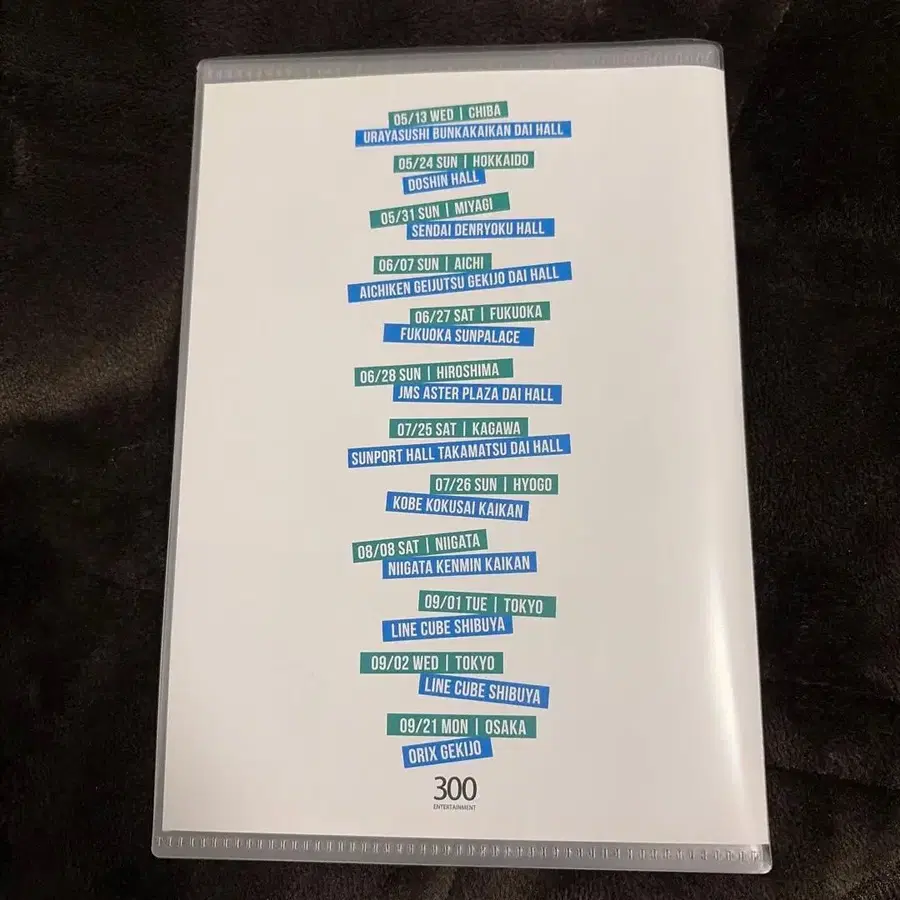 05/13 WED | CHIBA
URAYASUSHI BUNKAKAIKAN DAI HALL
05/24 SUN | HOKKAIDO
DOSHIN HALL
05/31 SUN | MIYAGI
SENDAI DENRYOKU HALL
06/07 SUN | AICHI
AICHIKEN GEIJUTSU GEKIJO DAI HALL
06/27 SAT | FUKUOKA
FUKUOKA SUNPALACE
06/28 SUN | HIROSHIMA
JMS ASTER PLAZA DAI HALL
07/25 SAT | KAGAWA
SUNPORT HALL TAKAMATSU DAI HALL
07/26 SUN | HYOGO
KOBE KOKUSAI KAIKAN
08/08 SAT | NIIGATA
NIIGATA KENMIN KAIKAN
09/01 TUE | TOKYO
LINE CUBE SHIBUYA
09/02 WED | TOKYO
LINE CUBE SHIBUYA
09/21 MON | OSAKA
ORIX GEKIJO
300
ENTERTAINMENT